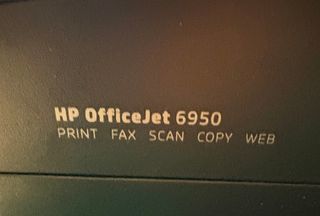 HP OfficeJet 6950
PRINT FAX SCAN COPY WEB